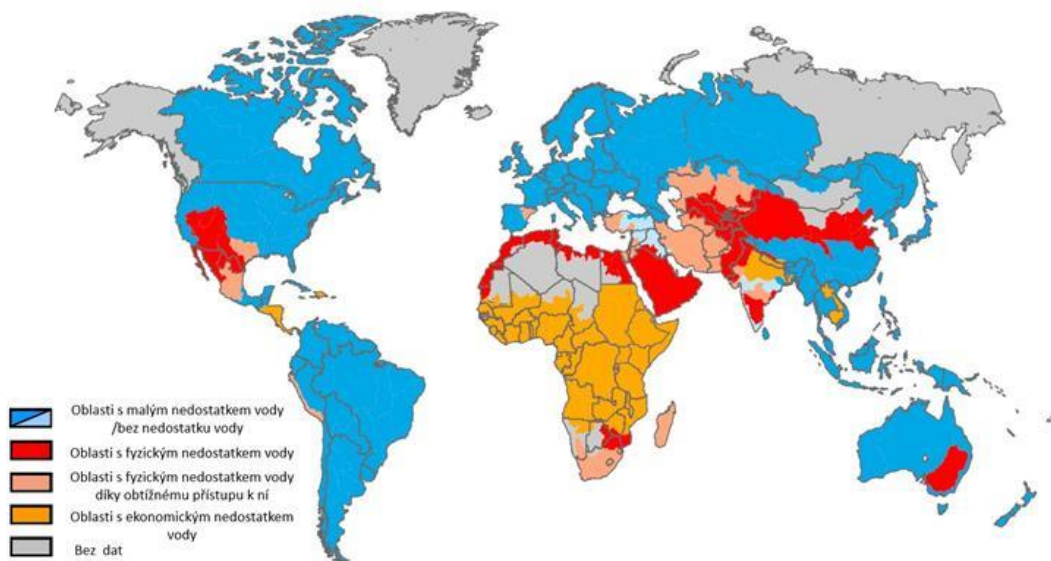 Oblasti s malým nedostatkem vody
/bez nedostatku vody
Oblasti s fyzickým nedostatkem vody
Oblasti s fyzickým nedostatkem vody
díky obtížnému přístupu k ní
Oblasti s ekonomickým nedostatkem
vody
Bez dat